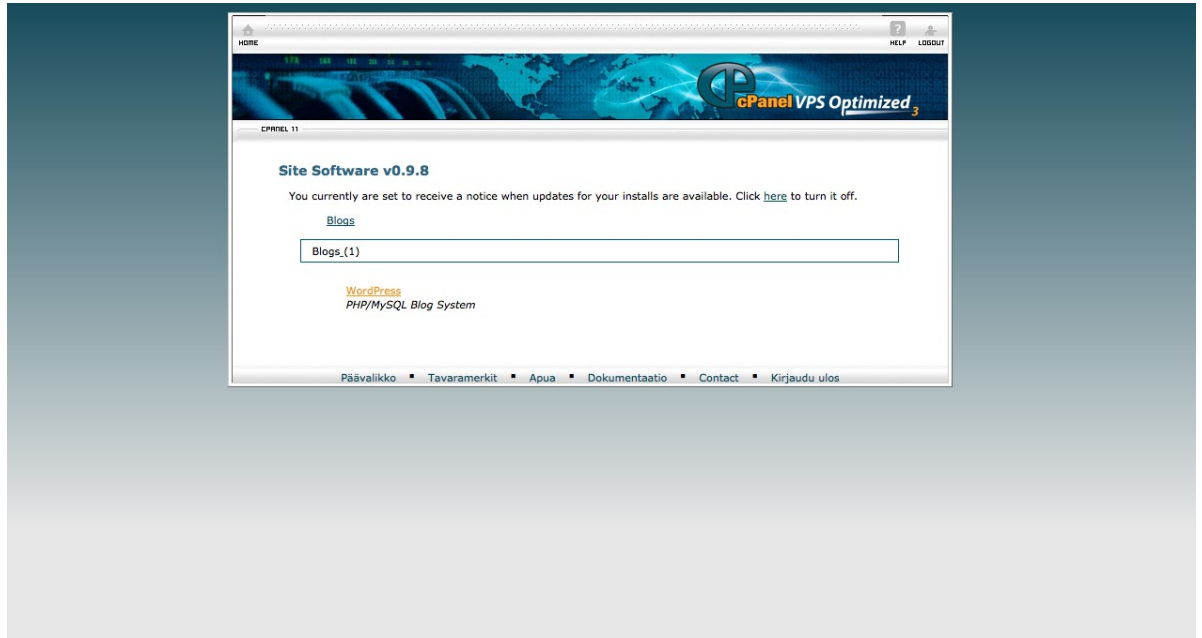 HOME
HELP LOGOUT
cPanel VPS Optimized 3
CPANEL 11
Site Software v0.9.8
You currently are set to receive a notice when updates for your installs are available. Click here to turn it off.
Blogs
Blogs (1)
WordPress
PHP/MySQL Blog System
Päävalikko ▪ Tavaramerkit ▪ Apua ▪ Dokumentaatio ▪ Contact ▪ Kirjaudu ulos